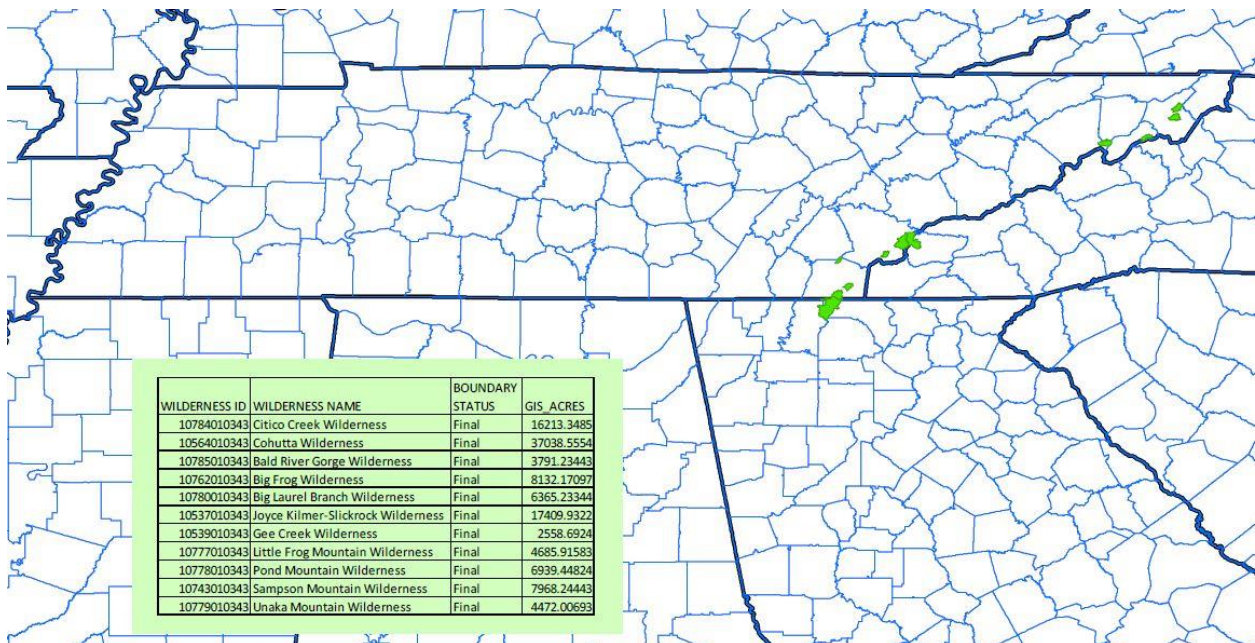 BOUNDARY
WILDERNESS ID WILDERNESS NAME STATUS GIS_ACRES
10784010343 Citico Creek Wilderness Final 16213.3485
10564010343 Cohutta Wilderness Final 37038.5554
10785010343 Bald River Gorge Wilderness Final 3791.23443
10762010343 Big Frog Wilderness Final 8132.17097
10780010343 Big Laurel Branch Wilderness Final 6365.23344
10537010343 Joyce Kilmer-Slickrock Wilderness Final 17409.9322
10539010343 Gee Creek Wilderness Final 2558.6924
10777010343 Little Frog Mountain Wilderness Final 4685.91583
10778010343 Pond Mountain Wilderness Final 6939.44824
10743010343 Sampson Mountain Wilderness Final 7968.24443
10779010343 Unaka Mountain Wilderness Final 4472.00693